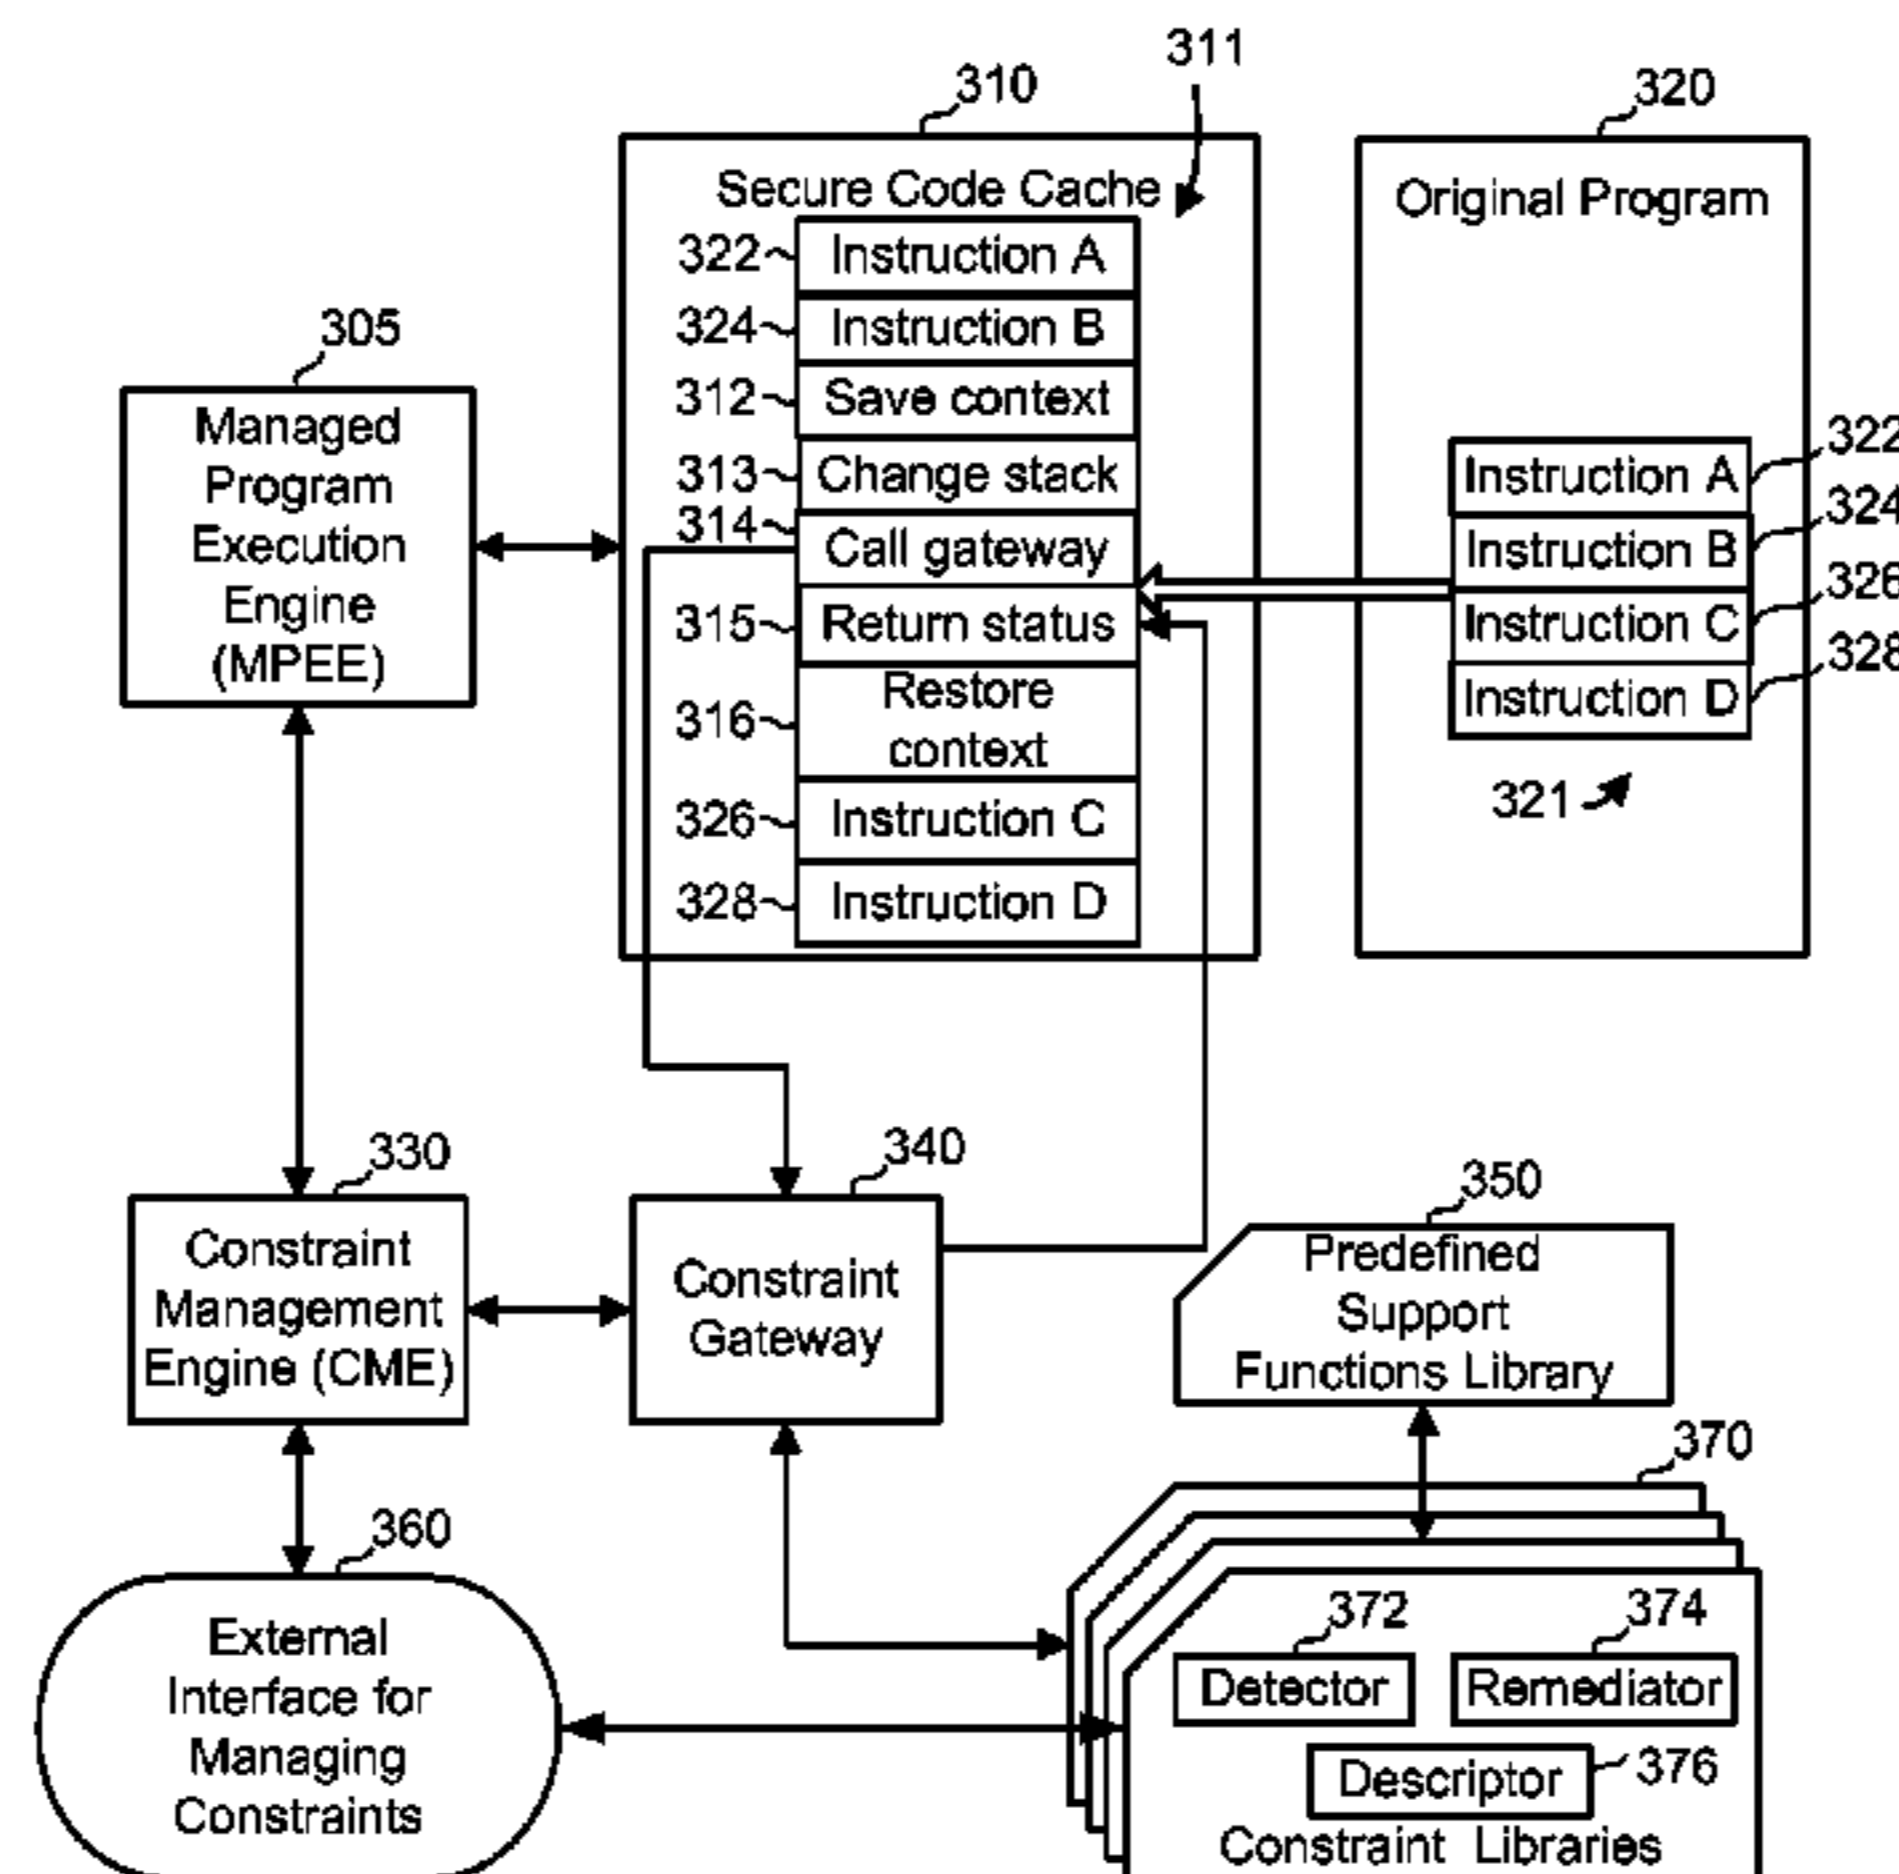 311
310
320
Secure Code Cache
Original Program
322
Instruction A
324
Instruction B
305
312
Save context
Managed
Program
Execution
Engine
(MPEE)
313
Change stack
314
Call gateway
315
Return status
316
Restore
context
326
Instruction C
328
Instruction D
Instruction A
322
Instruction B
324
Instruction C
326
Instruction D
328
321
330
340
350
Constraint
Management
Engine (CME)
Constraint
Gateway
Predefined
Support
Functions Library
370
360
External
Interface for
Managing
Constraints
372
374
Detector
Remediator
Descriptor
376
Constraint Libraries